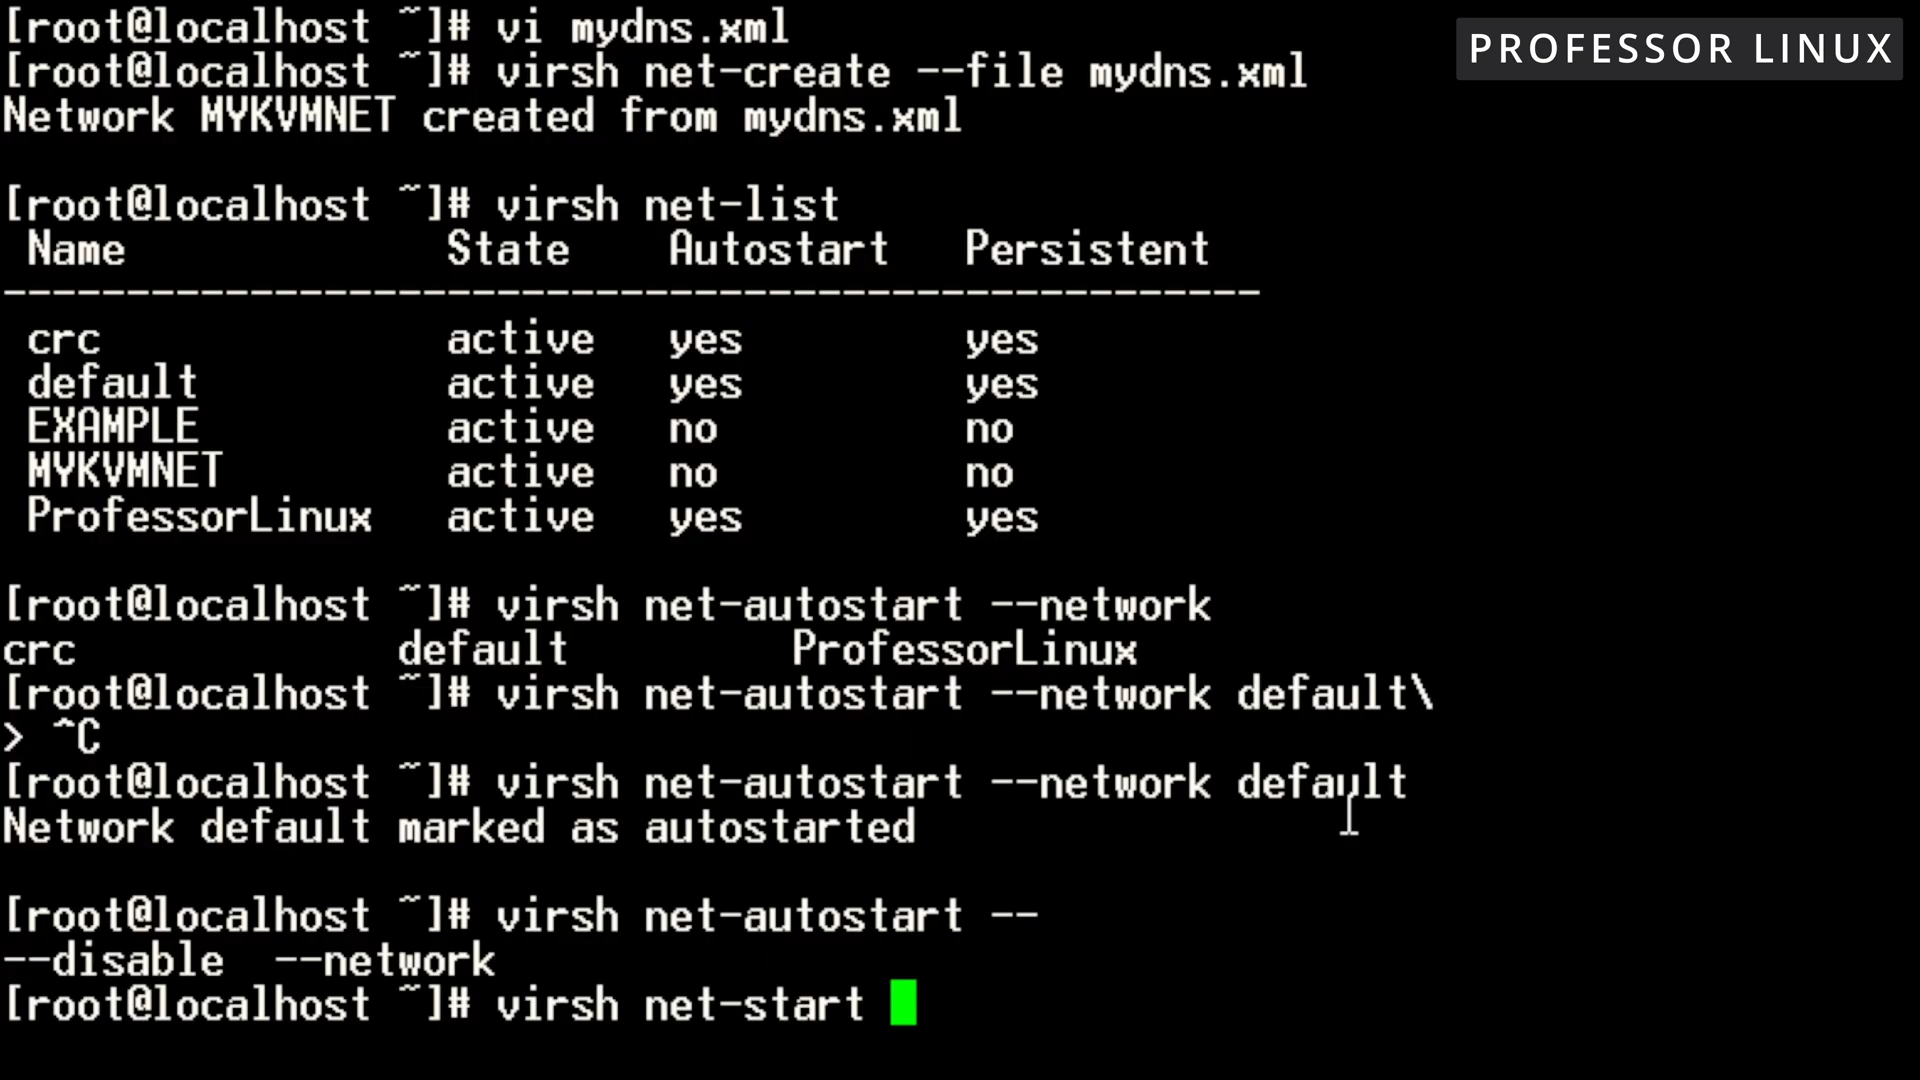 [root@localhost ~]# vi mydns.xml
PROFESSOR LINUX
[root@localhost ~]# virsh net-create --file mydns.xml
Network MYKVMNET created from mydns.xml
[root@localhost ~]# virsh net-list
Name State Autostart Persistent
---------------------------------------------------
crc active yes yes
default active yes yes
EXAMPLE active no no
MYKVMNET active no no
ProfessorLinux active yes yes
[root@localhost ~]# virsh net-autostart --network
crc default ProfessorLinux
[root@localhost ~]# virsh net-autostart --network default\
> ^C
[root@localhost ~]# virsh net-autostart --network default
Network default marked as autostarted
[root@localhost ~]# virsh net-autostart --
--disable --network
[root@localhost ~]# virsh net-start